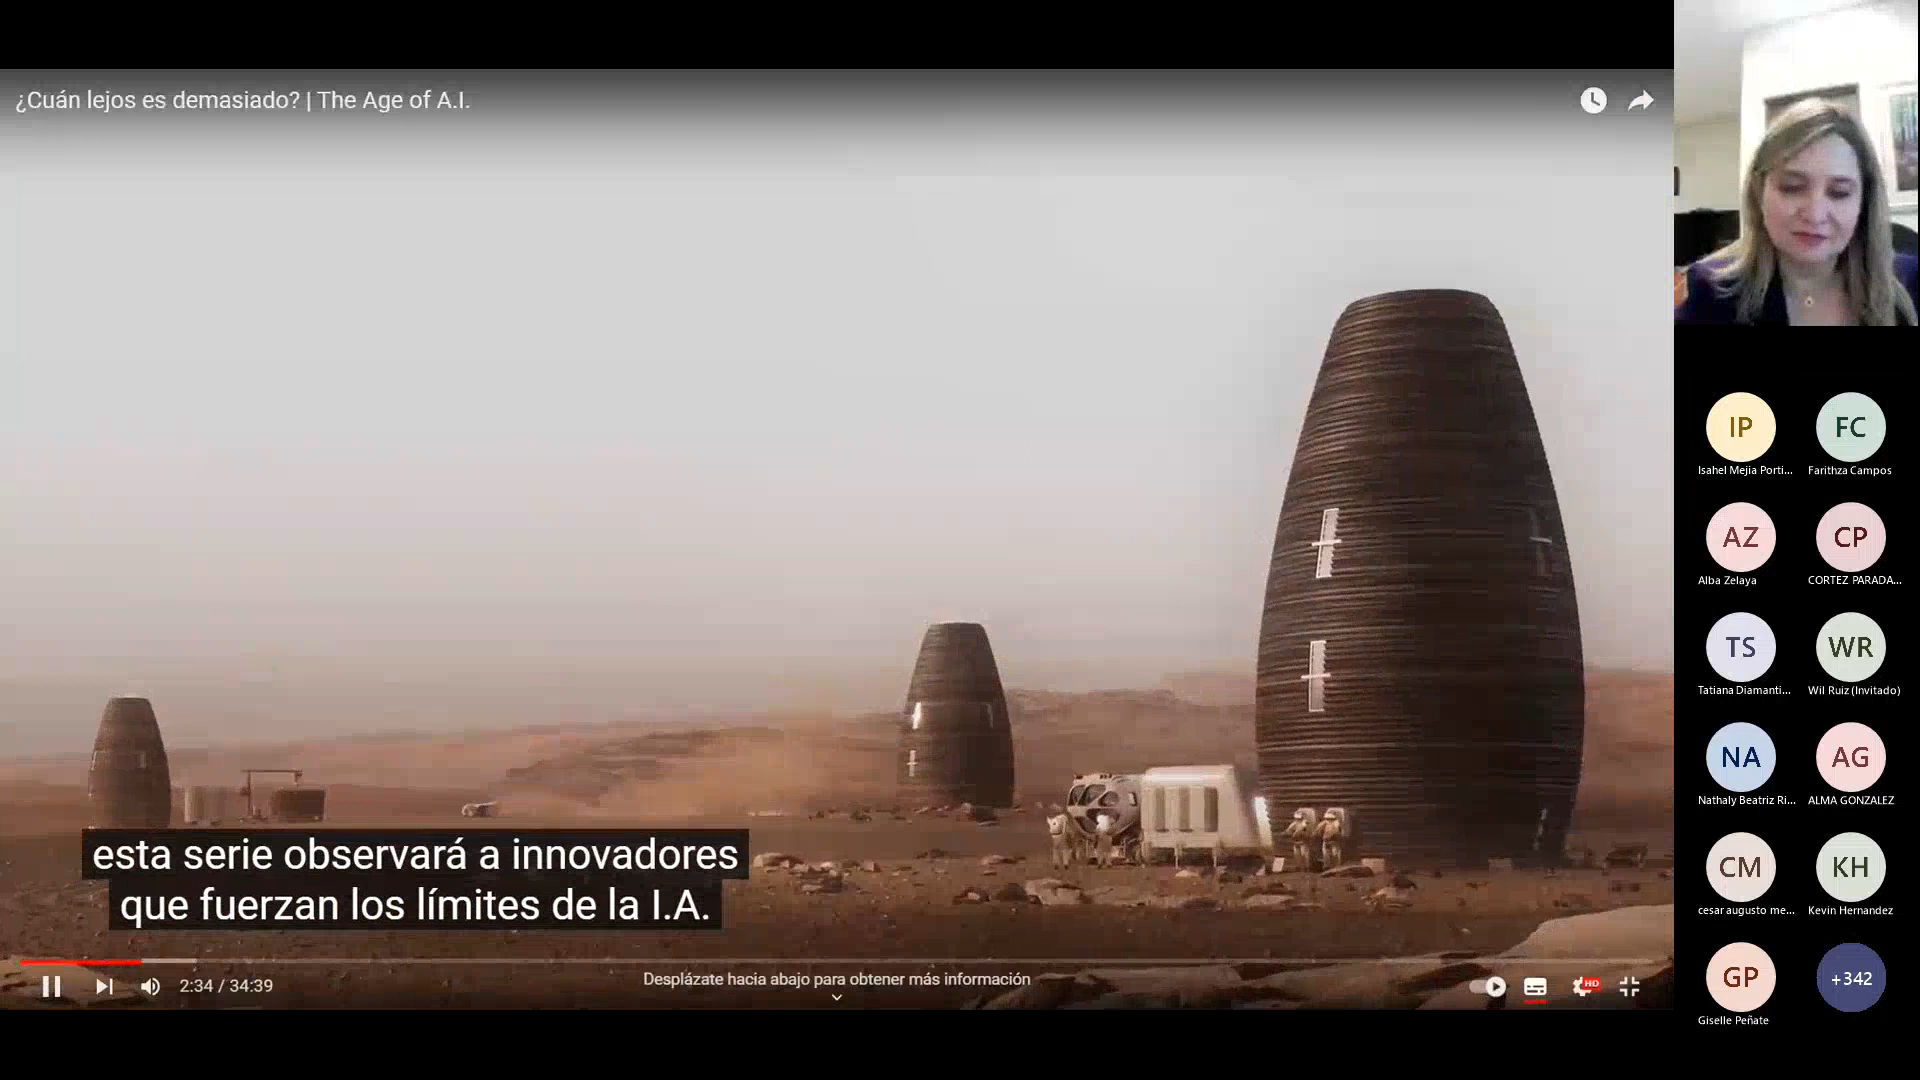 ¿Cuán lejos es demasiado? | The Age of A.I.
esta serie observará a innovadores
que fuerzan los límites de la I.A.
2:34 / 34:39
Desplázate hacia abajo para obtener más información
HD
IP
Isahel Mejia Porti...
FC
Farithza Campos
AZ
Alba Zelaya
CP
CORTEZ PARADA...
TS
Tatiana Diamanti...
WR
Wil Ruiz (Invitado)
NA
Nathaly Beatriz Ri...
AG
ALMA GONZALEZ
CM
cesar augusto me...
KH
Kevin Hernandez
GP
Giselle Peñate
+342